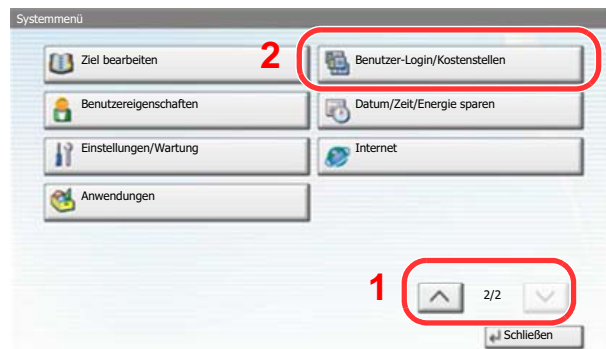 Systemmenü
Ziel bearbeiten
2
Benutzer-Login/Kostenstellen
Benutzereigenschaften
Datum/Zeit/Energie sparen
Einstellungen/Wartung
Internet
Anwendungen
1
2/2
Schließen